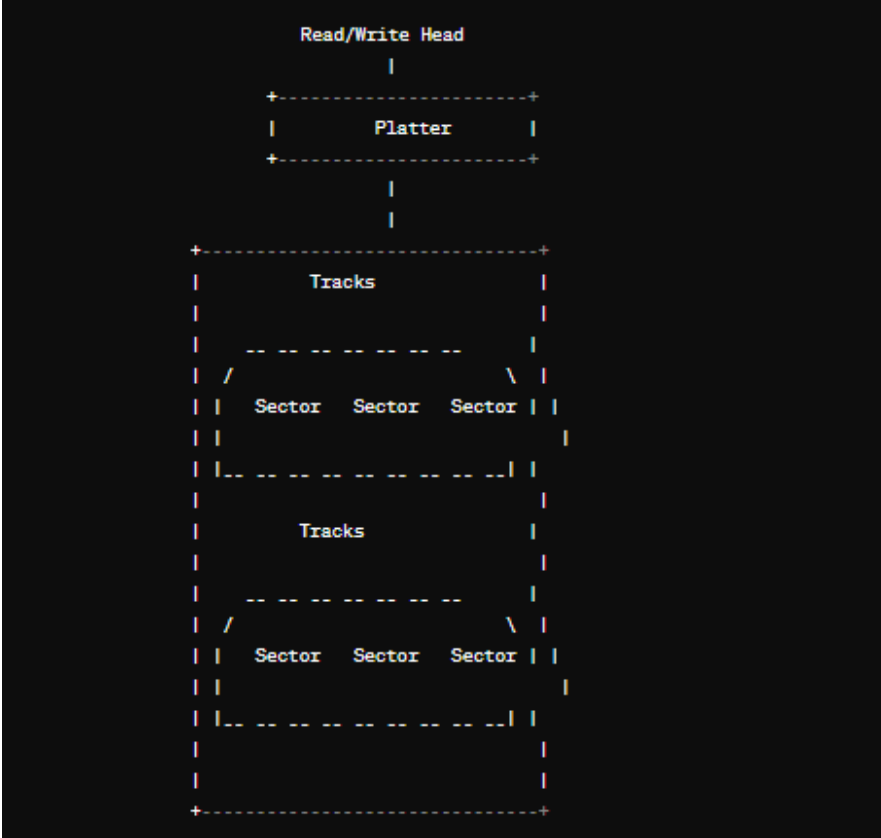 Read/Write Head
Platter
Tracks
Sector Sector Sector
Tracks
Sector Sector Sector